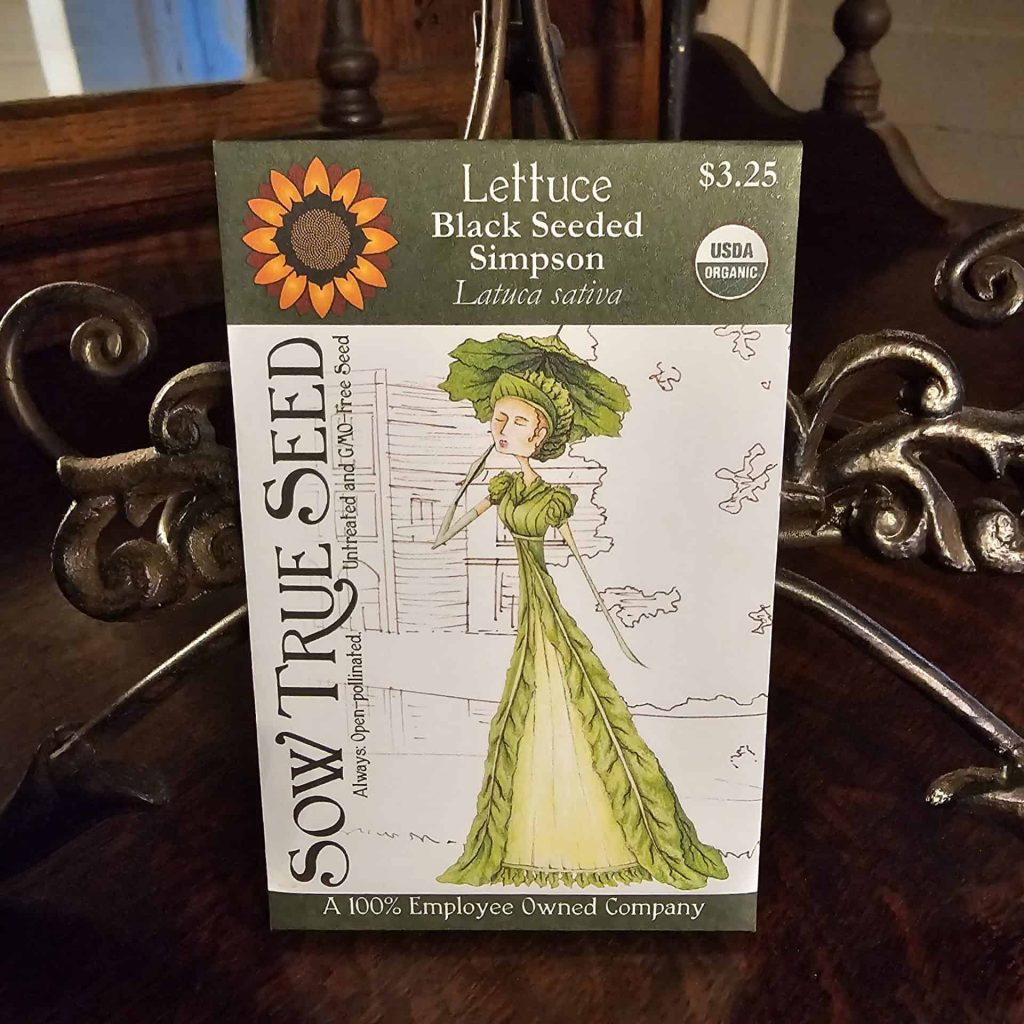 Lettuce
Black Seeded
Simpson
Latuca sativa
$3.25
USDA
ORGANIC
SOW TRUE SEED
Always: Open-pollinated, Untreated and GMO-Free Seed
A 100% Employee Owned Company